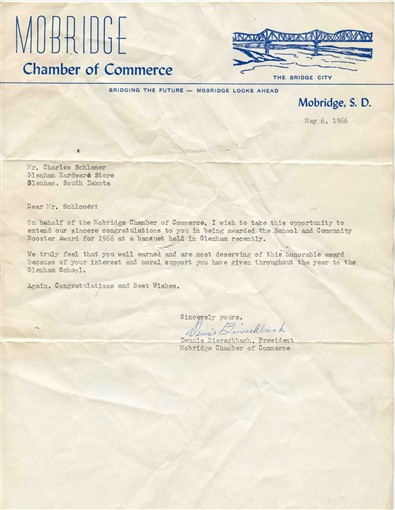 MOBRIDGE
Chamber of Commerce
THE BRIDGE CITY
BRIDGING THE FUTURE — MOBRIDGE LOOKS AHEAD
Mobridge, S. D.
May 6, 1966
Mr. Charles Schlomer
Glenham Hardware Store
Glenham, South Dakota
Dear Mr. Schlomer:
On behalf of the Mobridge Chamber of Commerce, I wish to take this opportunity to
extend our sincere congratulations to you in being awarded the School and Community
Booster Award for 1966 at a banquet held in Glenham recently.
We truly feel that you well earned and are most deserving of this honorable award
because of your interest and moral support you have given throughout the year to the
Glenham School.
Again, Congratulations and Best Wishes.
Sincerely yours,
Bierschbach, President
Mobridge Chamber of Commerce